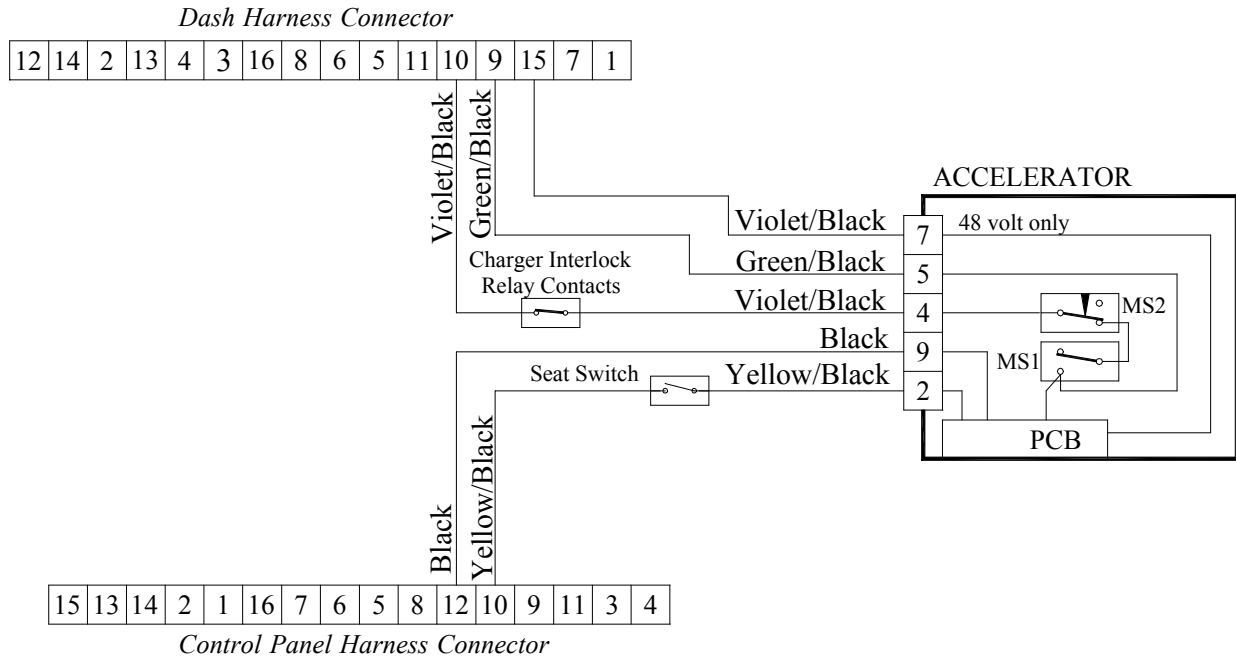 Dash Harness Connector
12 14 2 13 4 3 16 8 6 5 11 10 9 15 7 1
Violet/Black
Green/Black
ACCELERATOR
Violet/Black 7 48 volt only
Charger Interlock
Relay Contacts
Green/Black 5
Violet/Black 4 MS2
Black 9 MS1
Seat Switch Yellow/Black 2
PCB
Black
Yellow/Black
15 13 14 2 1 16 7 6 5 8 12 10 9 11 3 4
Control Panel Harness Connector